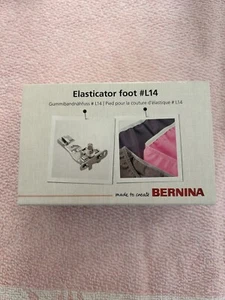 Elasticator foot #L14
Gummibandnähfuss # L14 | Pied pour la couture d'élastique # L14
made to create BERNINA